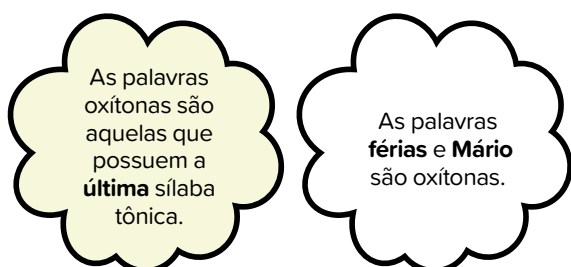 As palavras
oxítonas são
aquelas que
possuem a
última sílaba
tônica.
As palavras
férias e Mário
são oxítonas.